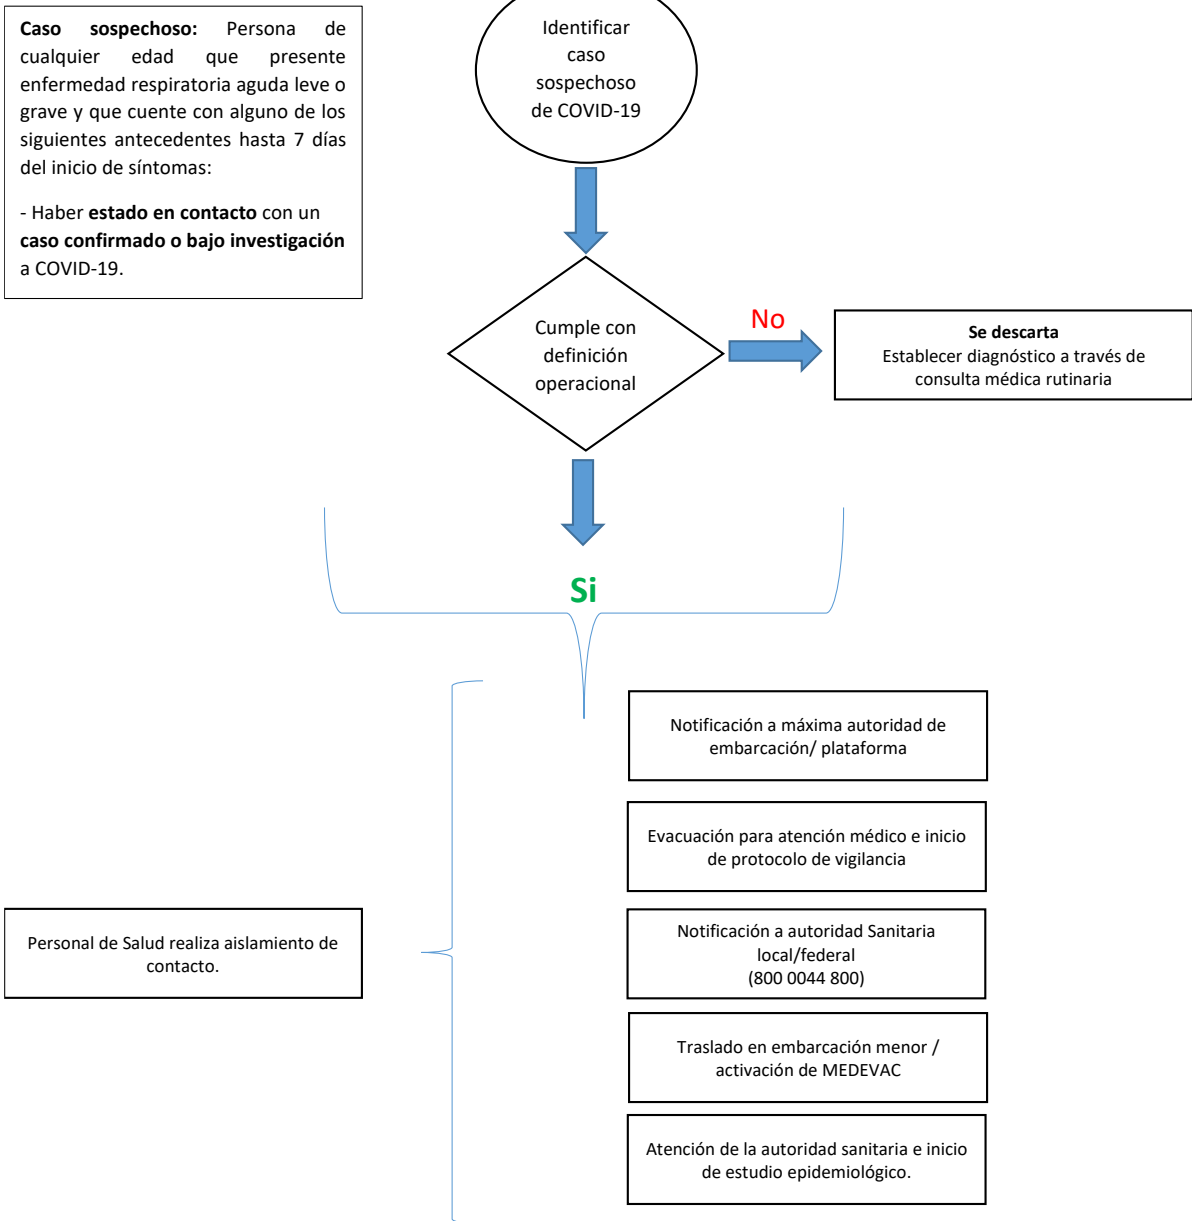 Caso sospechoso: Persona de
cualquier edad que presente
enfermedad respiratoria aguda leve o
grave y que cuente con alguno de los
siguientes antecedentes hasta 7 días
del inicio de síntomas:
- Haber estado en contacto con un
caso confirmado o bajo investigación
a COVID-19.
Identificar
caso
sospechoso
de COVID-19
Cumple con
definición
operacional
No
Se descarta
Establecer diagnóstico a través de
consulta médica rutinaria
Si
Personal de Salud realiza aislamiento de
contacto.
Notificación a máxima autoridad de
embarcación/ plataforma
Evacuación para atención médico e inicio
de protocolo de vigilancia
Notificación a autoridad Sanitaria
local/federal
(800 0044 800)
Traslado en embarcación menor /
activación de MEDEVAC
Atención de la autoridad sanitaria e inicio
de estudio epidemiológico.